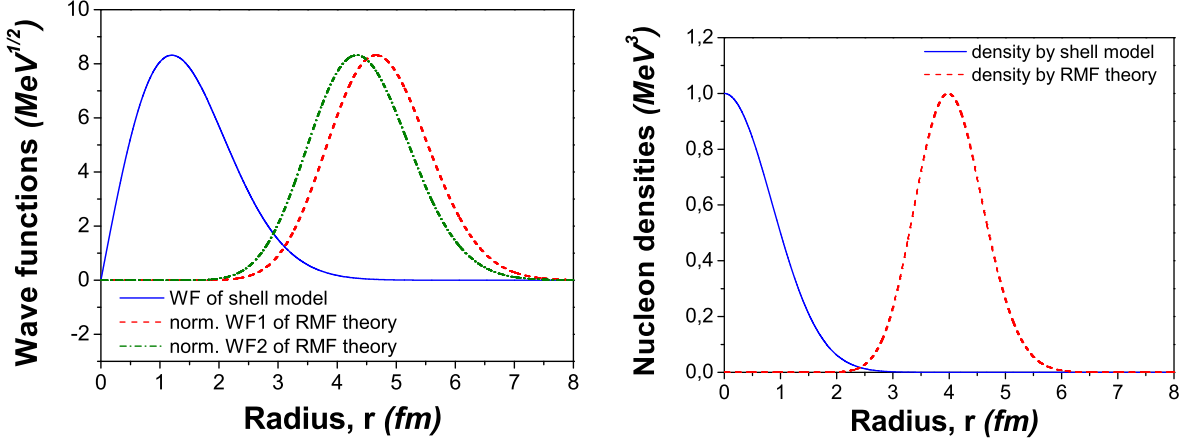 Wave functions (MeV^1/2)
10
8
6
4
2
0
-2
WF of shell model
norm. WF1 of RMF theory
norm. WF2 of RMF theory
0 1 2 3 4 5 6 7 8
Radius, r (fm)
Nucleon densities (MeV^3)
1,2
1,0
0,8
0,6
0,4
0,2
0,0
density by shell model
density by RMF theory
0 1 2 3 4 5 6 7 8
Radius, r (fm)